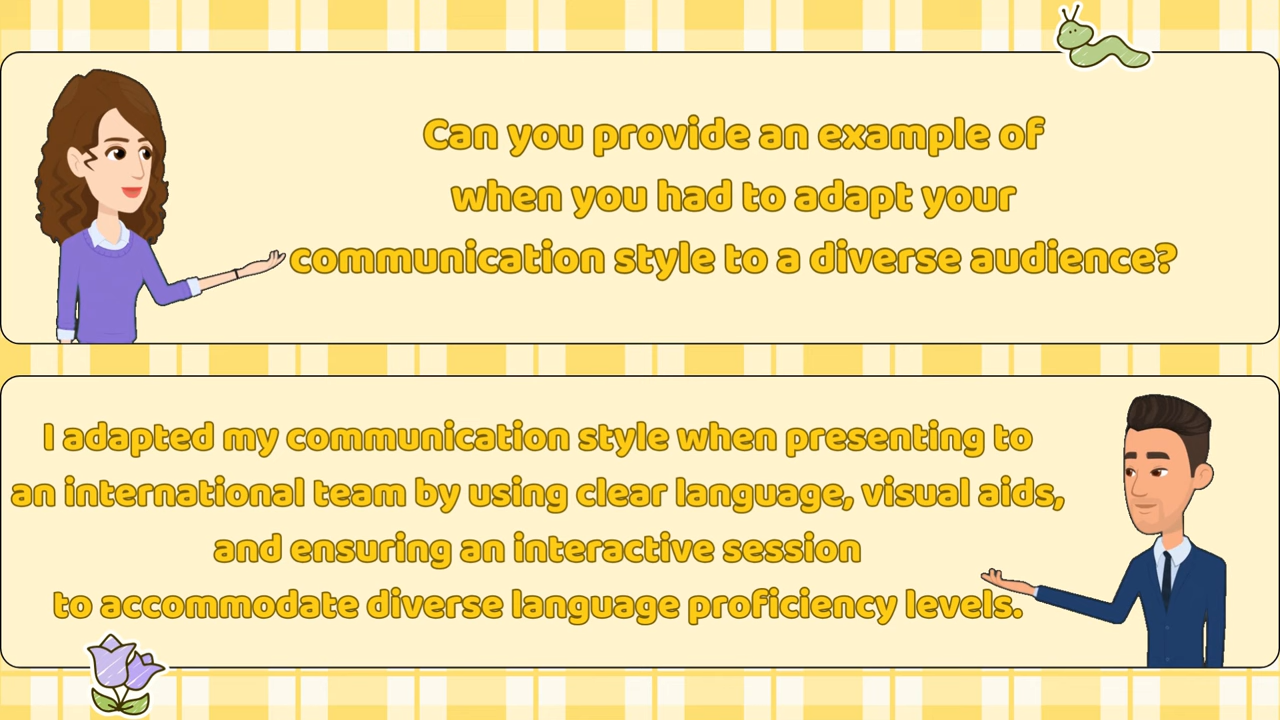 Can you provide an example of
when you had to adapt your
communication style to a diverse audience?
I adapted my communication style when presenting to
an international team by using clear language, visual aids,
and ensuring an interactive session
to accommodate diverse language proficiency levels.